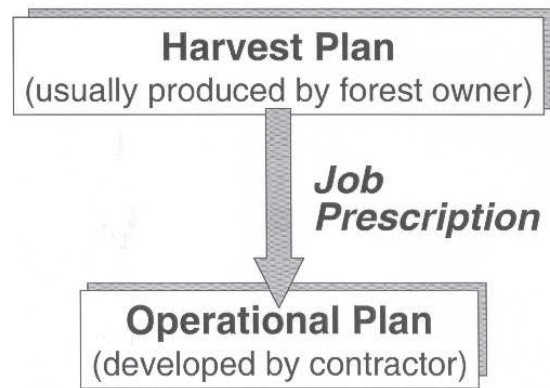 Harvest Plan
(usually produced by forest owner)
Job
Prescription
Operational Plan
(developed by contractor)